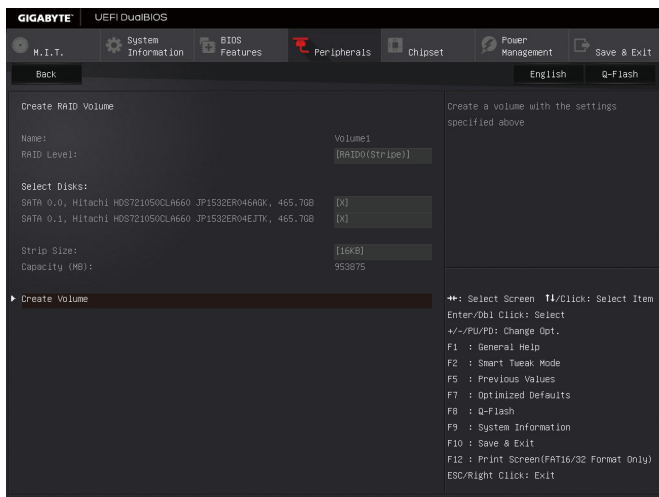 GIGABYTE™ UEFI DualBIOS
M.I.T.
System Information
BIOS Features
Peripherals
Chipset
Power Management
Save & Exit
Back
English
Q-Flash
Create RAID Volume
Create a volume with the settings
specified above
Name: Volume1
RAID Level: [RAID0(Stripe)]
Select Disks:
SATA 0.0, Hitachi HDS721050CLA660 JP1532ER046AGK, 465.7GB [X]
SATA 0.1, Hitachi HDS721050CLA660 JP1532ER04EJTK, 465.7GB [X]
Strip Size: [16KB]
Capacity (MB): 953875
Create Volume
→←: Select Screen ↑↓/Click: Select Item
Enter/Dbl Click: Select
+/-/PU/PD: Change Opt.
F1 : General Help
F2 : Smart Tweak Mode
F5 : Previous Values
F7 : Optimized Defaults
F8 : Q-Flash
F9 : System Information
F10 : Save & Exit
F12 : Print Screen(FAT16/32 Format Only)
ESC/Right Click: Exit